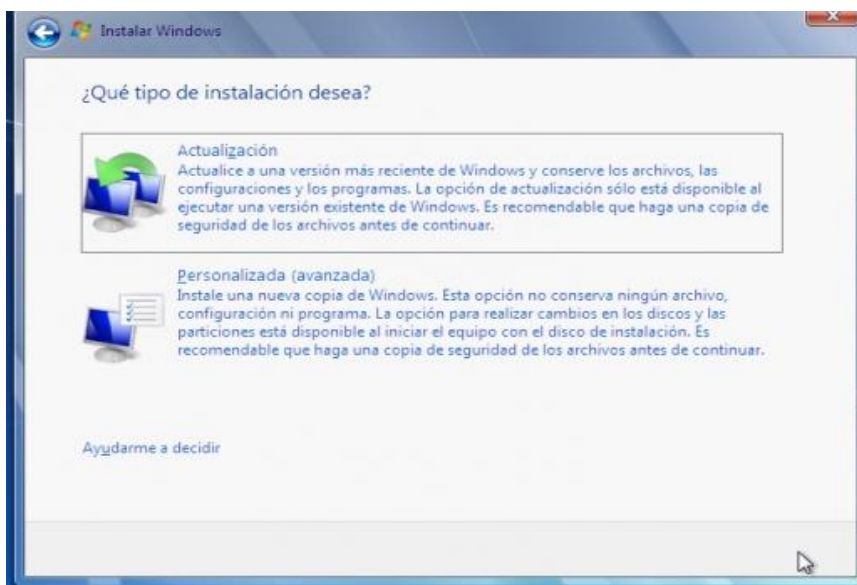 Instalar Windows
¿Qué tipo de instalación desea?
Actualización
Actualice a una versión más reciente de Windows y conserve los archivos, las
configuraciones y los programas. La opción de actualización sólo está disponible al
ejecutar una versión existente de Windows. Es recomendable que haga una copia de
seguridad de los archivos antes de continuar.
Personalizada (avanzada)
Instale una nueva copia de Windows. Esta opción no conserva ningún archivo,
configuración ni programa. La opción para realizar cambios en los discos y las
particiones está disponible al iniciar el equipo con el disco de instalación. Es
recomendable que haga una copia de seguridad de los archivos antes de continuar.
Ayudarme a decidir